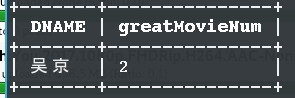 DNAME | greatMovieNum |
吴京 | 2 |